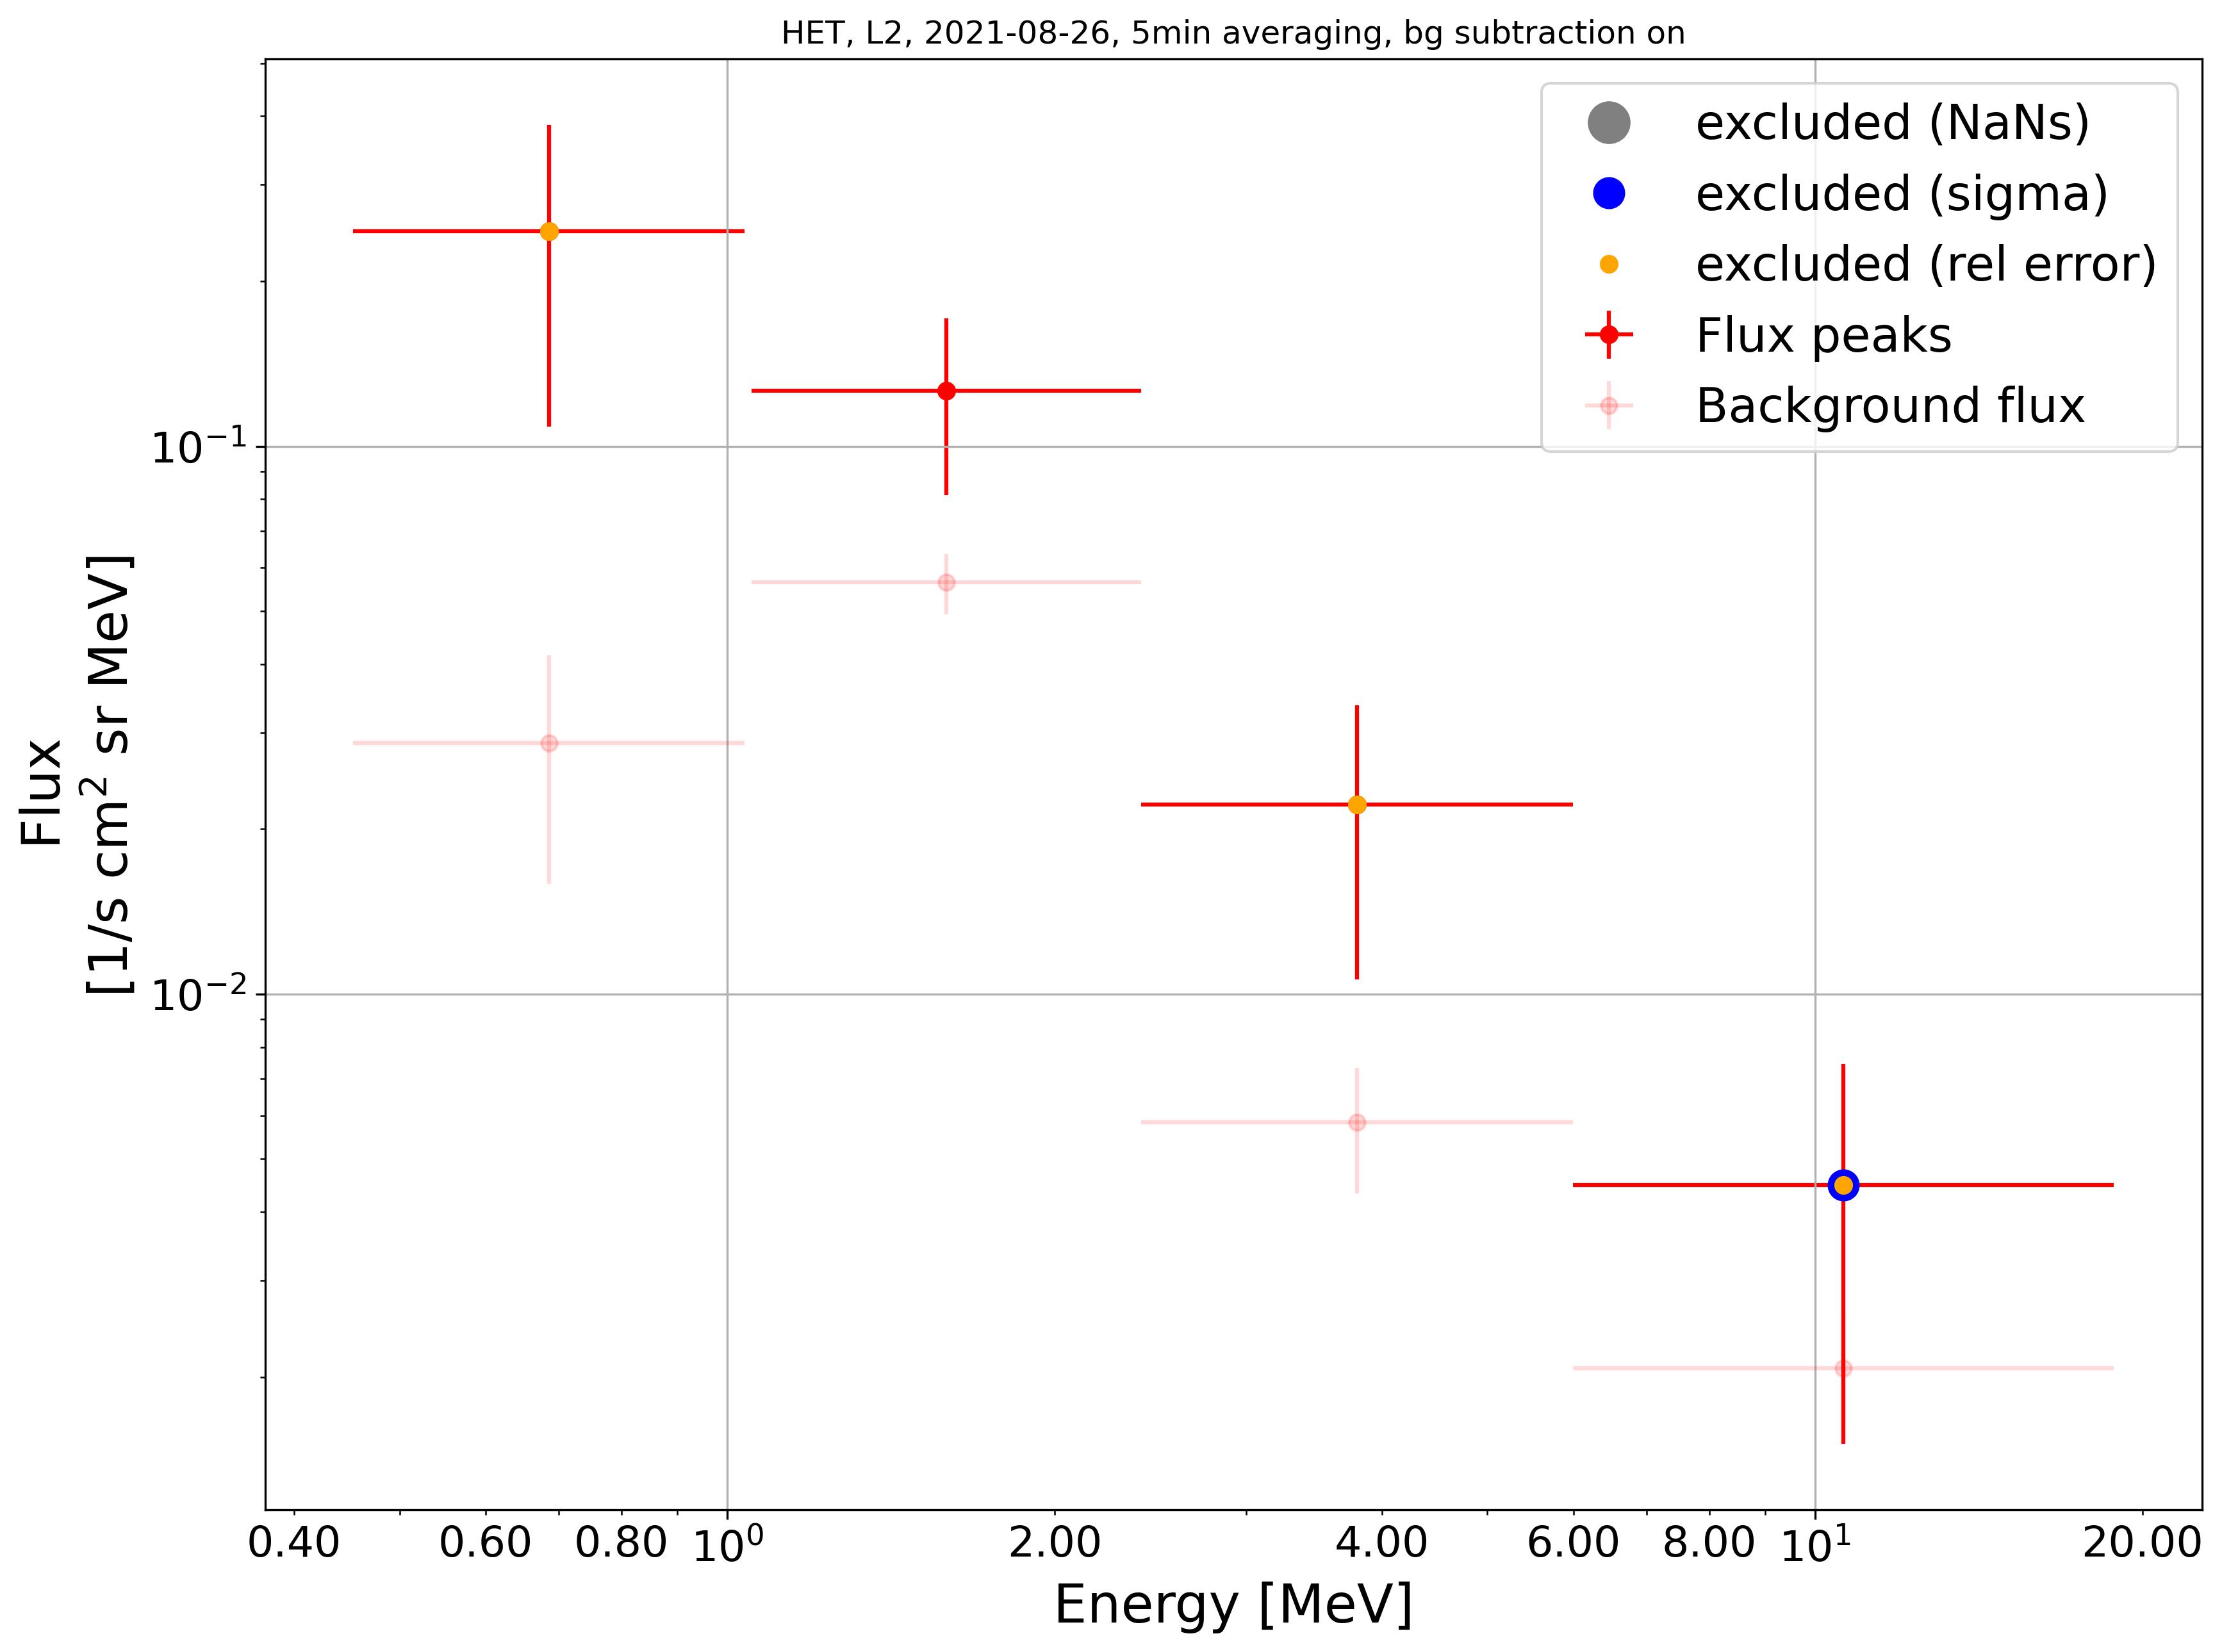 HET, L2, 2021-08-26, 5min averaging, bg subtraction on
excluded (NaNs)
excluded (sigma)
excluded (rel error)
Flux peaks
Background flux
Flux
[1/s cm² sr MeV]
10⁻¹
10⁻²
0.40 0.60 0.80 10⁰ 2.00 4.00 6.00 8.00 10¹ 20.00
Energy [MeV]